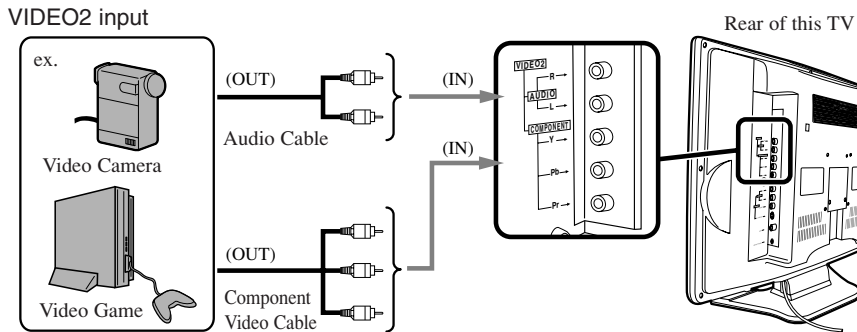 VIDEO2 input
ex.
Video Camera
Video Game
(OUT)
Audio Cable
(OUT)
Component
Video Cable
(IN)
(IN)
VIDEO2
R
AUDIO
L
COMPONENT
Y
Pb
Pr
Rear of this TV